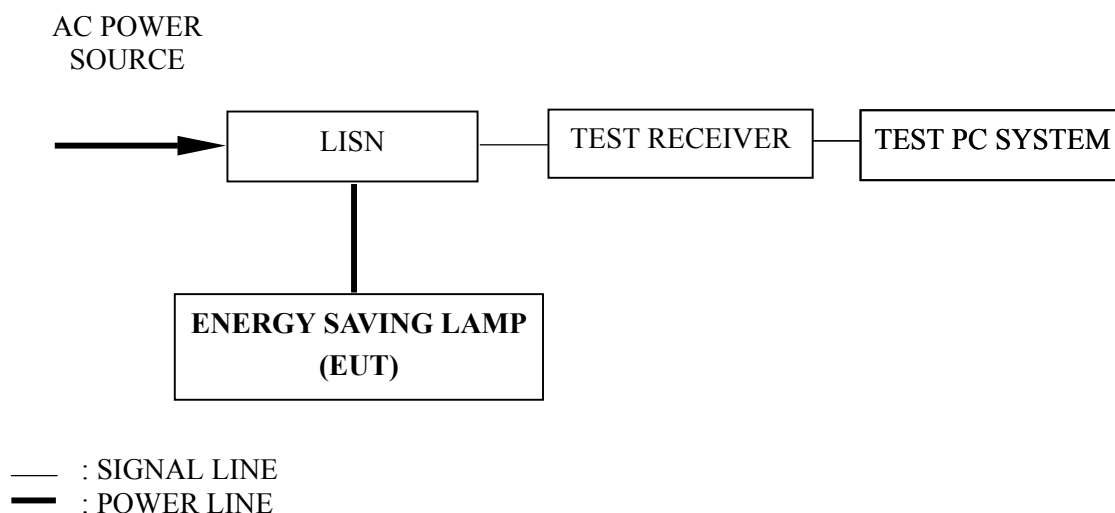 AC POWER
SOURCE
LISN
TEST RECEIVER
TEST PC SYSTEM
ENERGY SAVING LAMP
(EUT)
: SIGNAL LINE
: POWER LINE